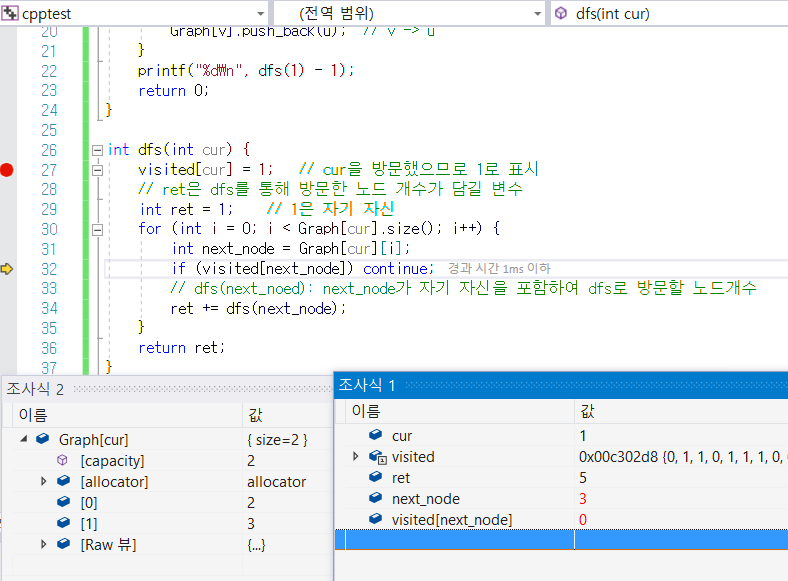 cpptest (전역 범위) dfs(int cur)
20 Graph[v].push_back(u); // v -> u
21 }
22 printf("%d₩n", dfs(1) - 1);
23 return 0;
24 }
25
26 int dfs(int cur) {
27 visited[cur] = 1; // cur을 방문했으므로 1로 표시
28 // ret은 dfs를 통해 방문한 노드 개수가 담길 변수
29 int ret = 1; // 1은 자기 자신
30 for (int i = 0; i < Graph[cur].size(); i++) {
31 int next_node = Graph[cur][i];
32 if (visited[next_node]) continue; 경과 시간 1ms 이하
33 // dfs(next_noed): next_node가 자기 자신을 포함하여 dfs로 방문할 노드개수
34 ret += dfs(next_node);
35 }
36 return ret;
37 }
조사식 2
이름 값
Graph[cur] { size=2 }
[capacity] 2
[allocator] allocator
[0] 2
[1] 3
[Raw 뷰] {...}
조사식 1
이름 값
cur 1
visited 0x00c302d8 {0, 1, 1, 0, 1, 1, 1, 0,
ret 5
next_node 3
visited[next_node] 0